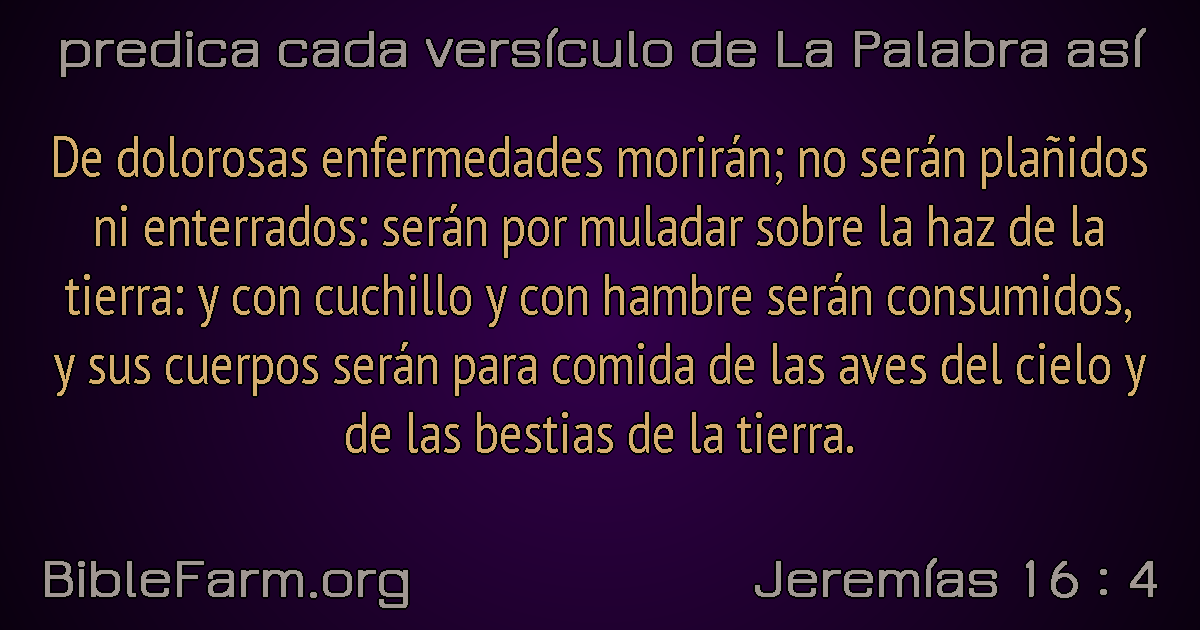 predica cada versículo de La Palabra así
De dolorosas enfermedades morirán; no serán plañidos
ni enterrados: serán por muladar sobre la haz de la
tierra: y con cuchillo y con hambre serán consumidos,
y sus cuerpos serán para comida de las aves del cielo y
de las bestias de la tierra.
BibleFarm.org
Jeremías 16 : 4